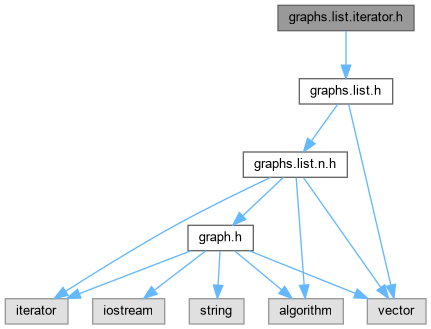 graphs.list.iterator.h
graphs.list.h
graphs.list.n.h
graph.h
iterator
iostream
string
algorithm
vector